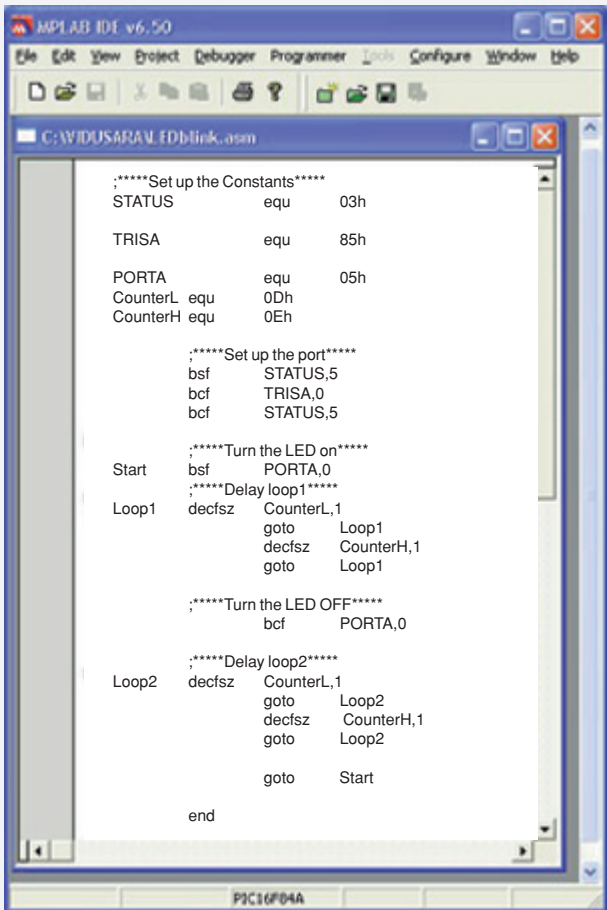 MPLAB IDE v6.50
File Edit View Project Debugger Programmer Tools Configure Window Help
C:\VIDUSARA\LEDblink.asm
;*****Set up the Constants*****
STATUS equ 03h
TRISA equ 85h
PORTA equ 05h
CounterL equ 0Dh
CounterH equ 0Eh
;*****Set up the port*****
bsf STATUS,5
bcf TRISA,0
bcf STATUS,5
;*****Turn the LED on*****
Start bsf PORTA,0
;*****Delay loop1*****
Loop1 decfsz CounterL,1
goto Loop1
decfsz CounterH,1
goto Loop1
;*****Turn the LED OFF*****
bcf PORTA,0
;*****Delay loop2*****
Loop2 decfsz CounterL,1
goto Loop2
decfsz CounterH,1
goto Loop2
goto Start
end
PIC16F84A